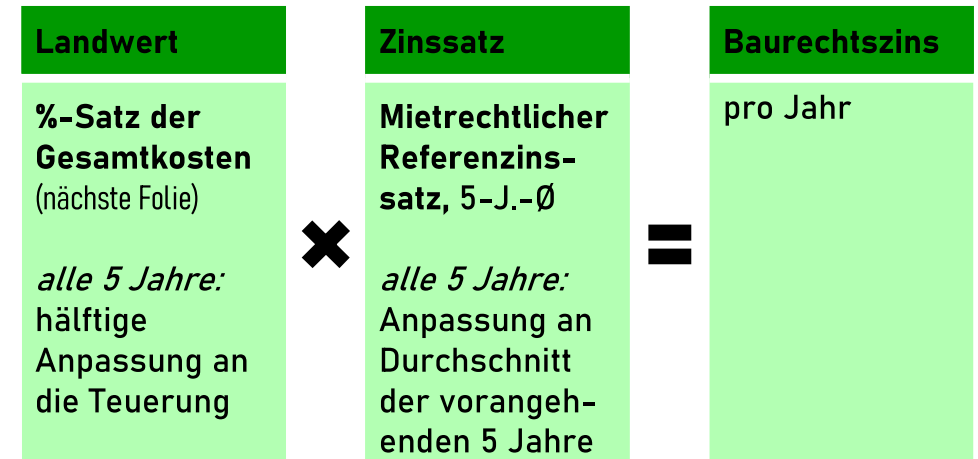 Landwert
%-Satz der
Gesamtkosten
(nächste Folie)
alle 5 Jahre:
hälftige
Anpassung an
die Teuerung
✖
Zinssatz
Mietrechtlicher
Referenzins-
satz, 5-J.-Ø
alle 5 Jahre:
Anpassung an
Durchschnitt
der vorangeh-
enden 5 Jahre
=
Baurechtszins
pro Jahr